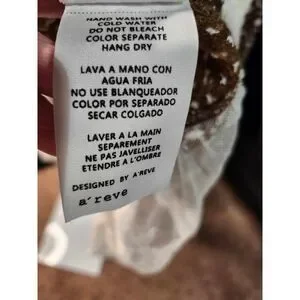 HAND WASH WITH
COLD WATER
DO NOT BLEACH
COLOR SEPARATE
HANG DRY
LAVA A MANO CON
AGUA FRIA
NO USE BLANQUEADOR
COLOR POR SEPARADO
SECAR COLGADO
LAVER A LA MAIN
SEPAREMENT
NE PAS JAVELLISER
ETENDRE A L'OMBRE
DESIGNED BY A'REVE
a'reve